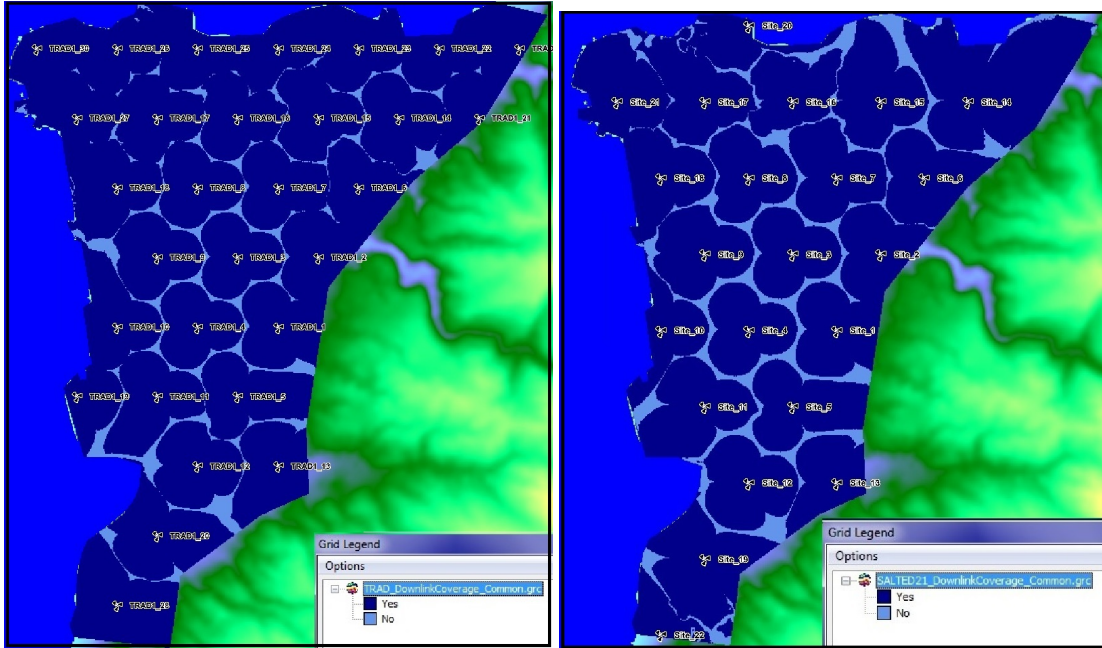 TRAD1_30 TRAD1_26 TRAD1_25 TRAD1_24 TRAD1_23 TRAD1_22
TRAD1_27 TRAD1_17 TRAD1_16 TRAD1_15 TRAD1_14 TRAD1_21
TRAD1_18 TRAD1_8 TRAD1_7 TRAD1_6
TRAD1_9 TRAD1_3 TRAD1_2
TRAD1_10 TRAD1_4 TRAD1_1
TRAD1_19 TRAD1_11 TRAD1_5
TRAD1_12 TRAD1_13
TRAD1_20
TRAD1_28
Grid Legend
Options
TRAD_DownlinkCoverage_Common.grc
Yes
No
Site_20
Site_21 Site_17 Site_16 Site_15 Site_14
Site_18 Site_8 Site_7 Site_6
Site_9 Site_3 Site_2
Site_10 Site_4 Site_1
Site_11 Site_5
Site_12 Site_13
Site_19
Site_22
Grid Legend
Options
SALTED21_DownlinkCoverage_Common.grc
Yes
No